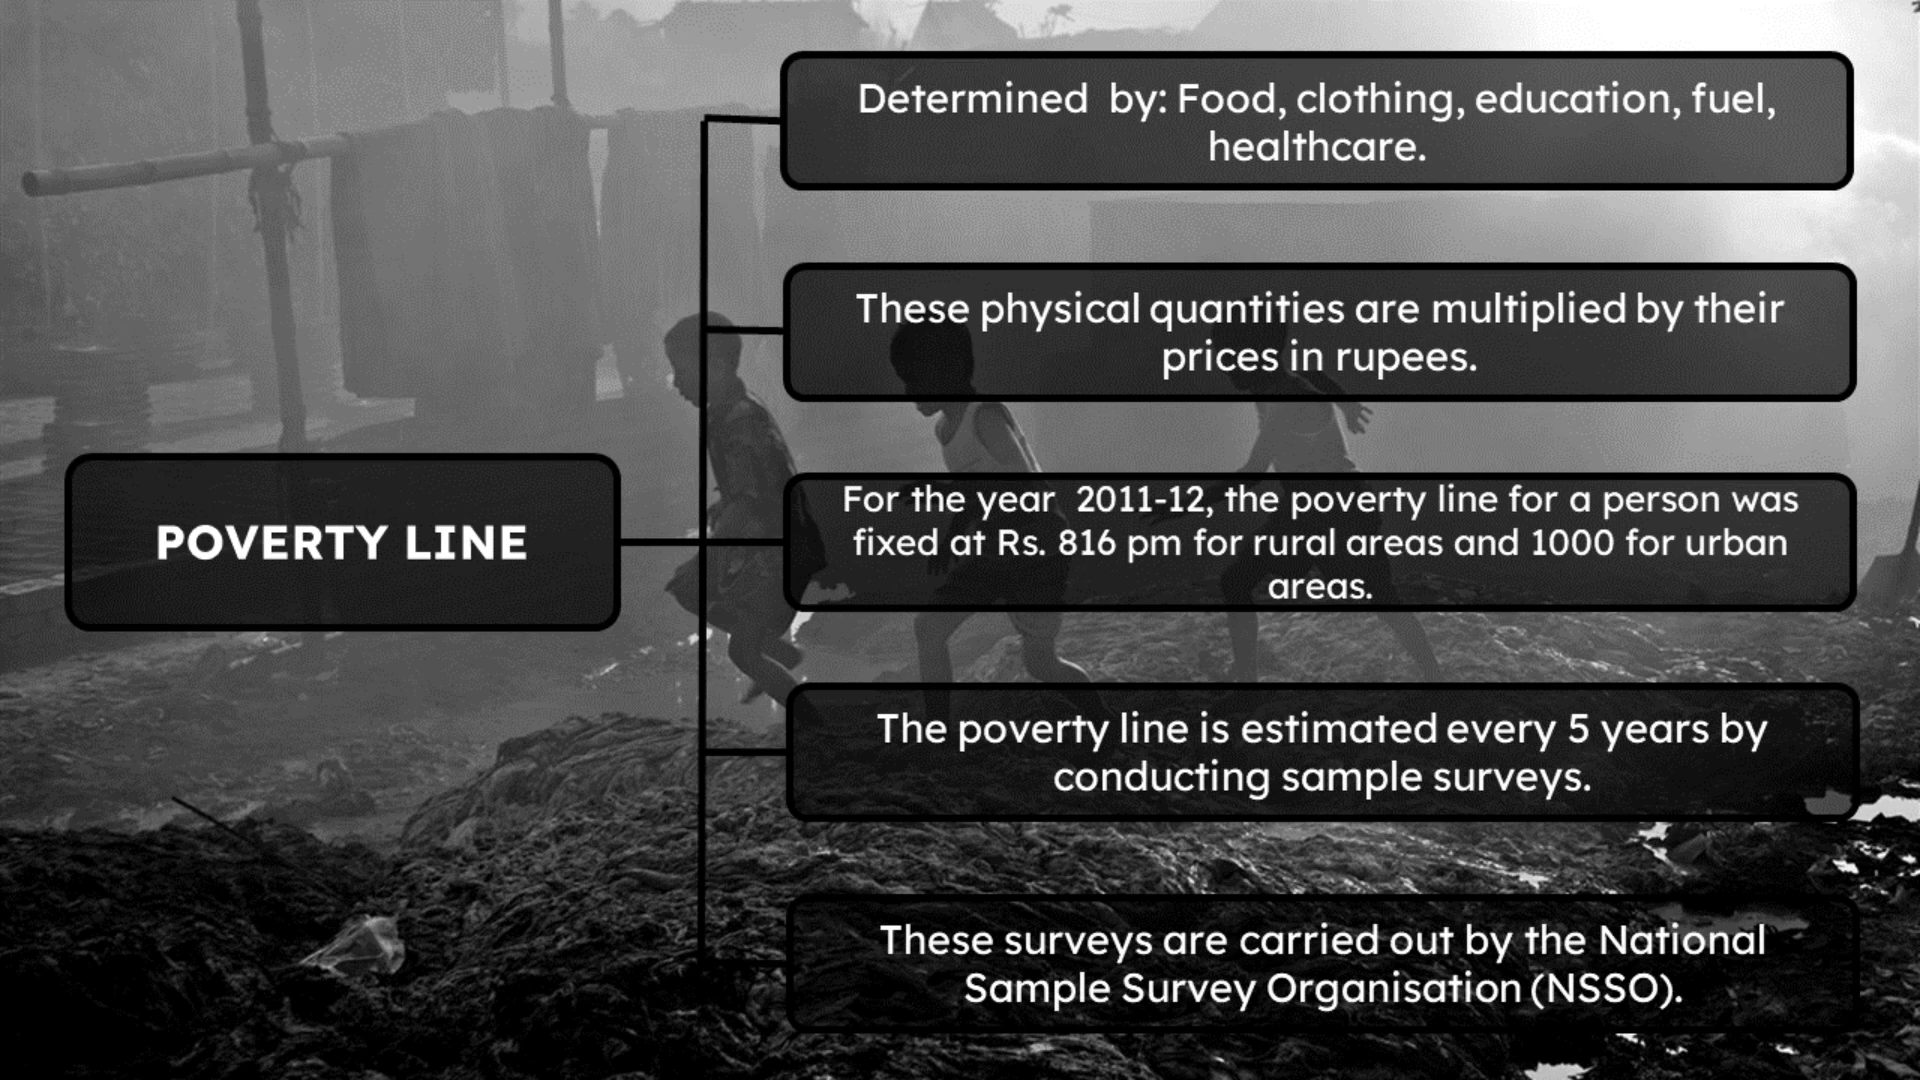 Determined by: Food, clothing, education, fuel,
healthcare.
These physical quantities are multiplied by their
prices in rupees.
POVERTY LINE
For the year 2011-12, the poverty line for a person was
fixed at Rs. 816 pm for rural areas and 1000 for urban
areas.
The poverty line is estimated every 5 years by
conducting sample surveys.
These surveys are carried out by the National
Sample Survey Organisation (NSSO).